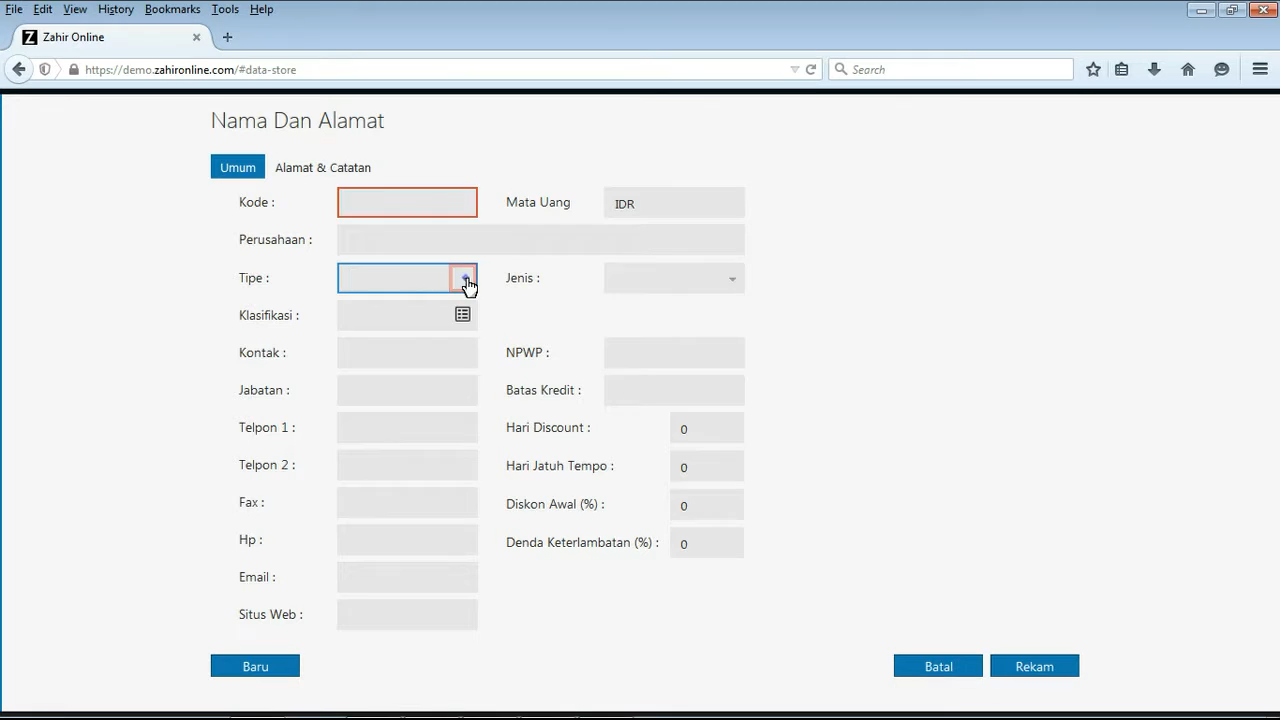 File Edit View History Bookmarks Tools Help
Z Zahir Online
https://demo.zahironline.com/#data-store
Search
Nama Dan Alamat
Umum Alamat & Catatan
Kode : Mata Uang IDR
Perusahaan :
Tipe : Jenis :
Klasifikasi :
Kontak : NPWP :
Jabatan : Batas Kredit :
Telpon 1 : Hari Discount : 0
Telpon 2 : Hari Jatuh Tempo : 0
Fax : Diskon Awal (%) : 0
Hp : Denda Keterlambatan (%) : 0
Email :
Situs Web :
Baru Batal Rekam